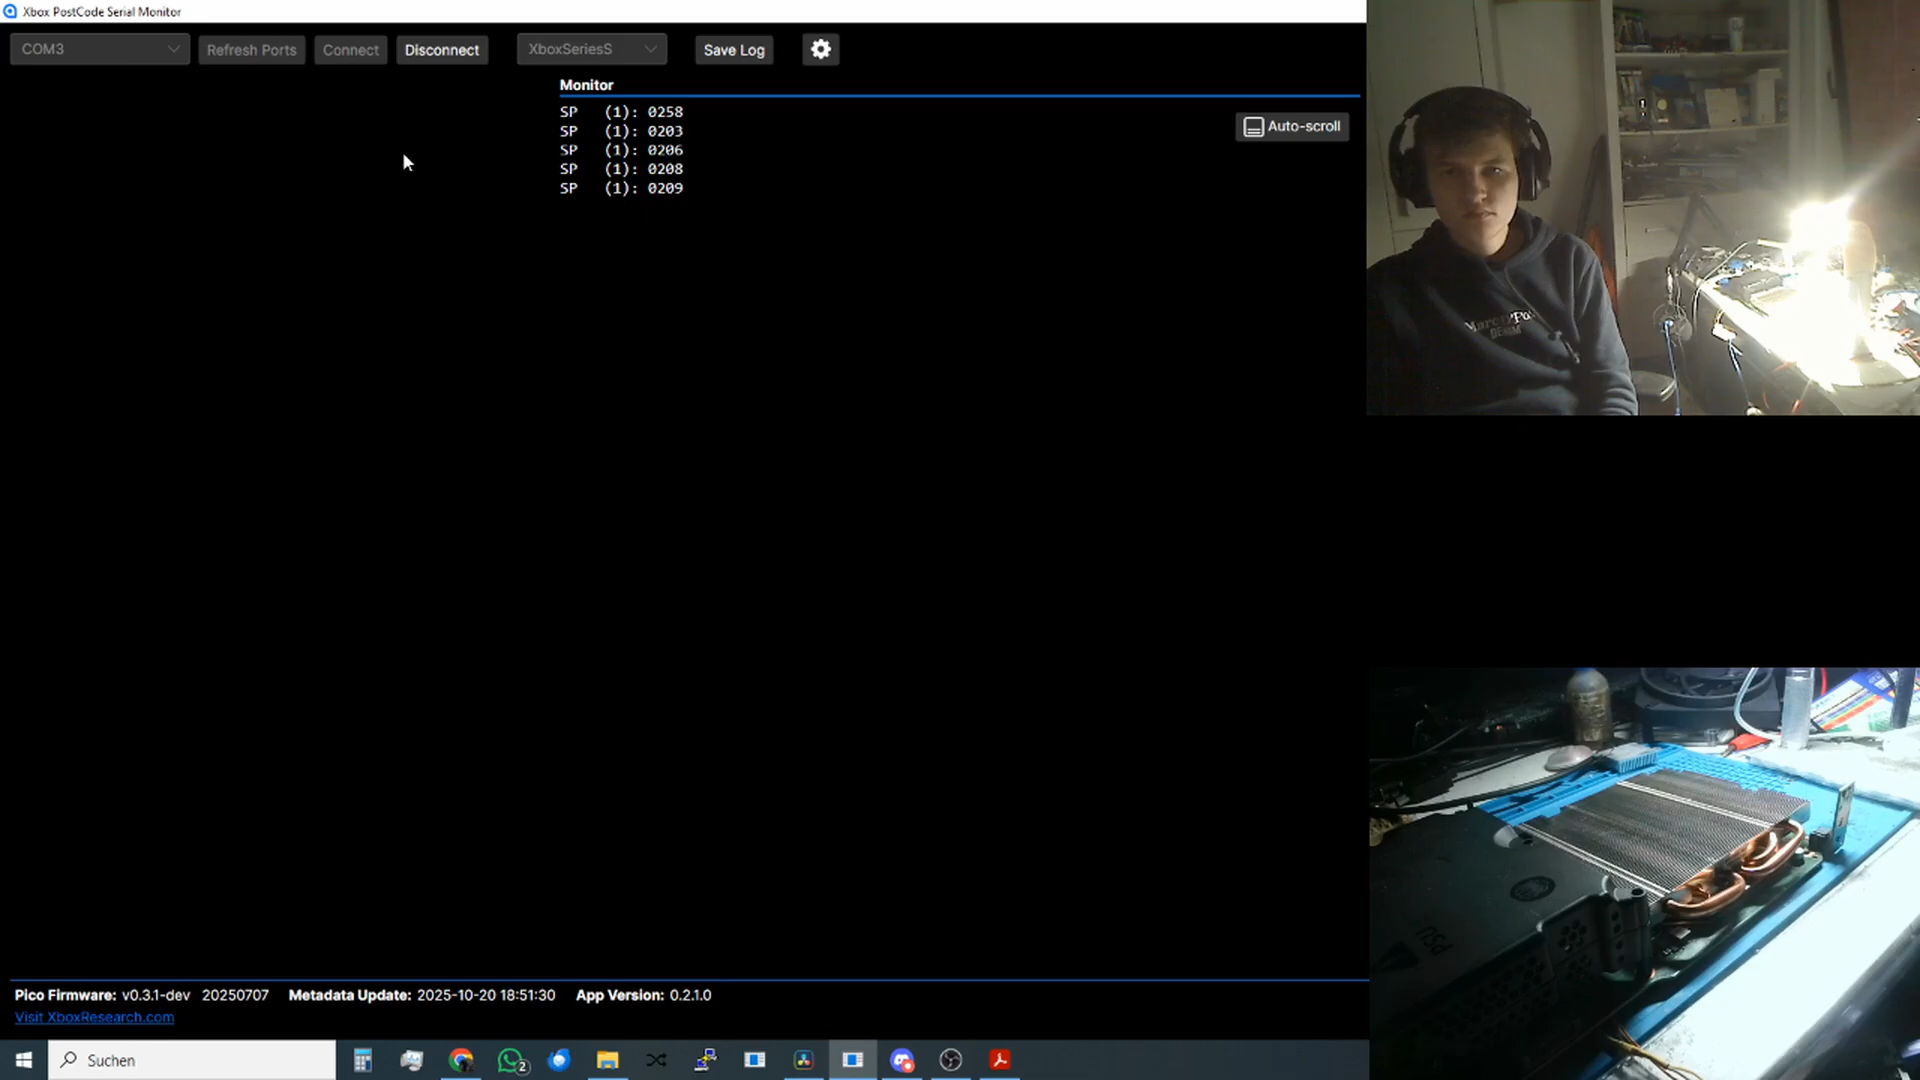 Xbox PostCode Serial Monitor
COM3
Refresh Ports
Connect
Disconnect
XboxSeriesS
Save Log
Monitor
SP (1): 0258
SP (1): 0203
SP (1): 0206
SP (1): 0208
SP (1): 0209
Auto-scroll
PSU
Pico Firmware: v0.3.1-dev 20250707 Metadata Update: 2025-10-20 18:51:30 App Version: 0.2.1.0
Visit XboxResearch.com
Suchen
2